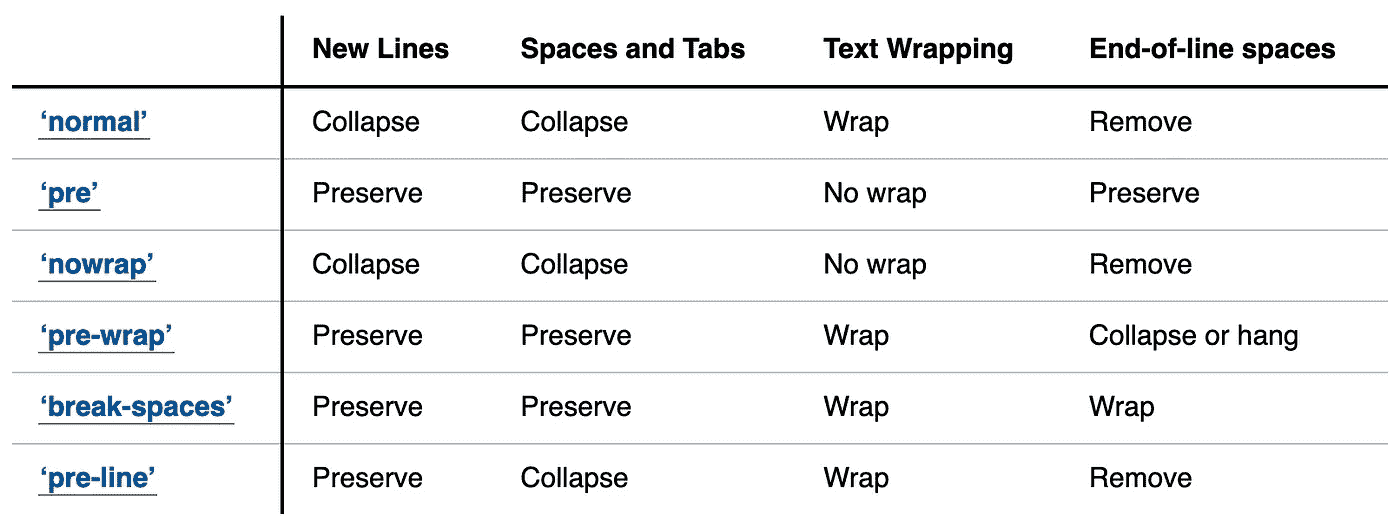 New Lines Spaces and Tabs Text Wrapping End-of-line spaces
‘normal’ Collapse Collapse Wrap Remove
‘pre’ Preserve Preserve No wrap Preserve
‘nowrap’ Collapse Collapse No wrap Remove
‘pre-wrap’ Preserve Preserve Wrap Collapse or hang
‘break-spaces’ Preserve Preserve Wrap Wrap
‘pre-line’ Preserve Collapse Wrap Remove